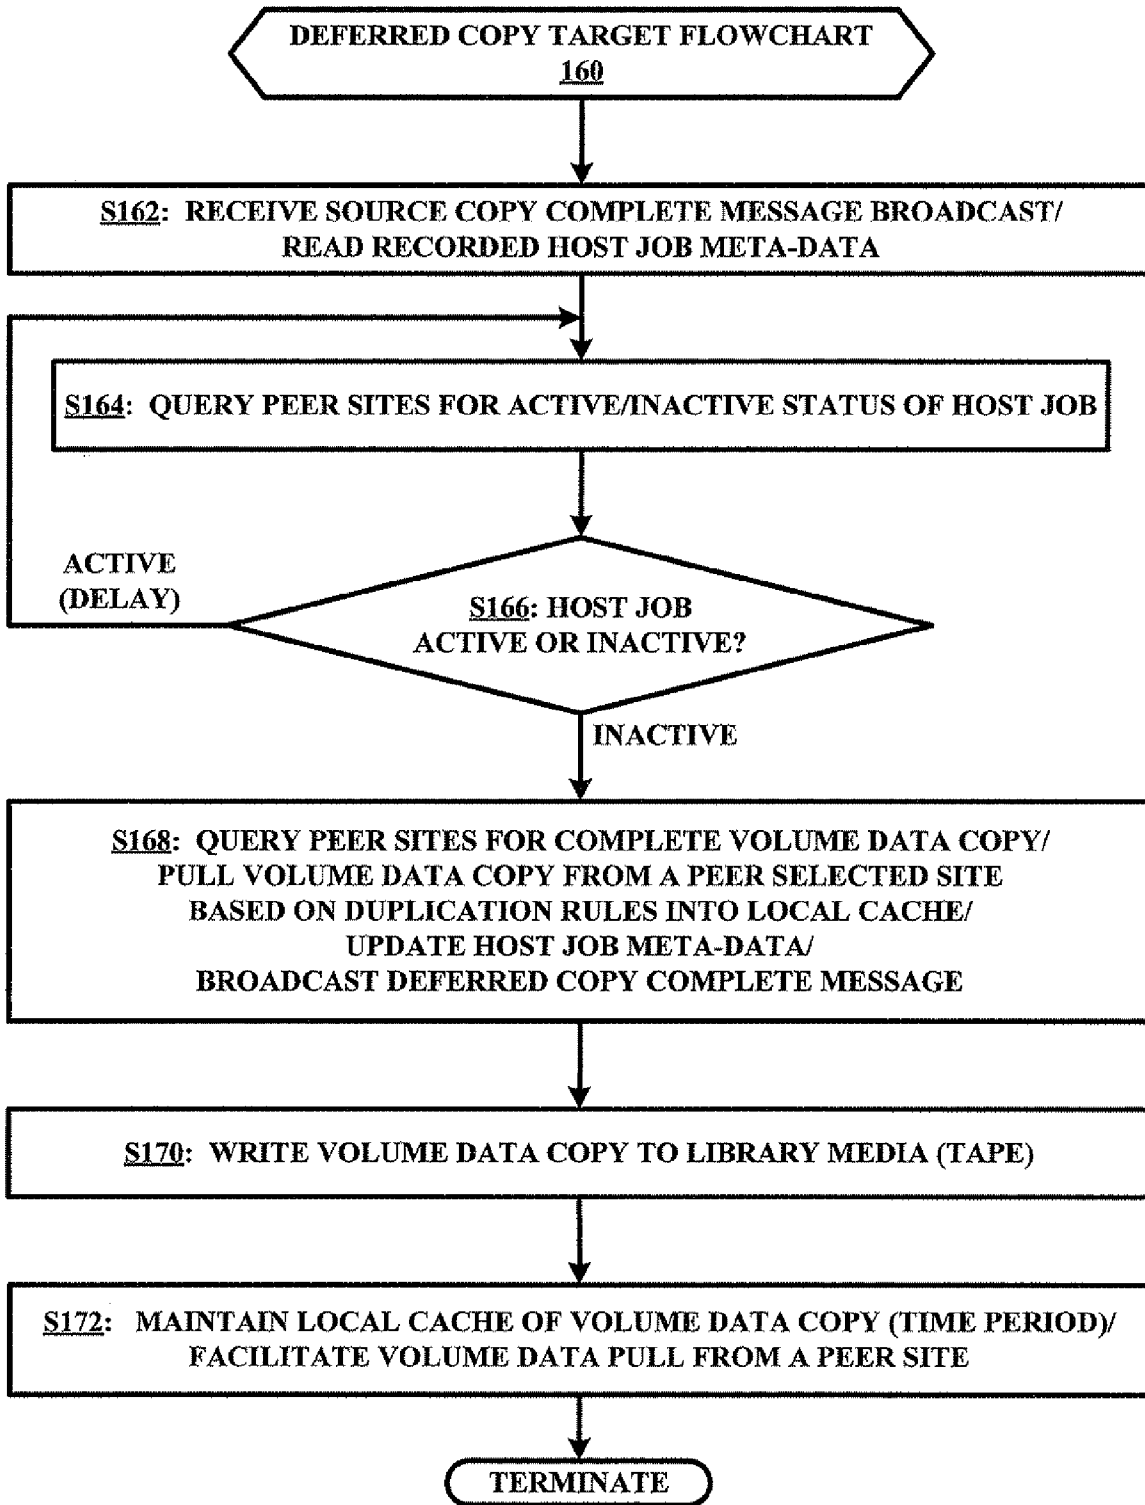 DEFERRED COPY TARGET FLOWCHART
160
S162: RECEIVE SOURCE COPY COMPLETE MESSAGE BROADCAST/
READ RECORDED HOST JOB META-DATA
S164: QUERY PEER SITES FOR ACTIVE/INACTIVE STATUS OF HOST JOB
ACTIVE
(DELAY)
S166: HOST JOB
ACTIVE OR INACTIVE?
INACTIVE
S168: QUERY PEER SITES FOR COMPLETE VOLUME DATA COPY/
PULL VOLUME DATA COPY FROM A PEER SELECTED SITE
BASED ON DUPLICATION RULES INTO LOCAL CACHE/
UPDATE HOST JOB META-DATA/
BROADCAST DEFERRED COPY COMPLETE MESSAGE
S170: WRITE VOLUME DATA COPY TO LIBRARY MEDIA (TAPE)
S172: MAINTAIN LOCAL CACHE OF VOLUME DATA COPY (TIME PERIOD)/
FACILITATE VOLUME DATA PULL FROM A PEER SITE
TERMINATE